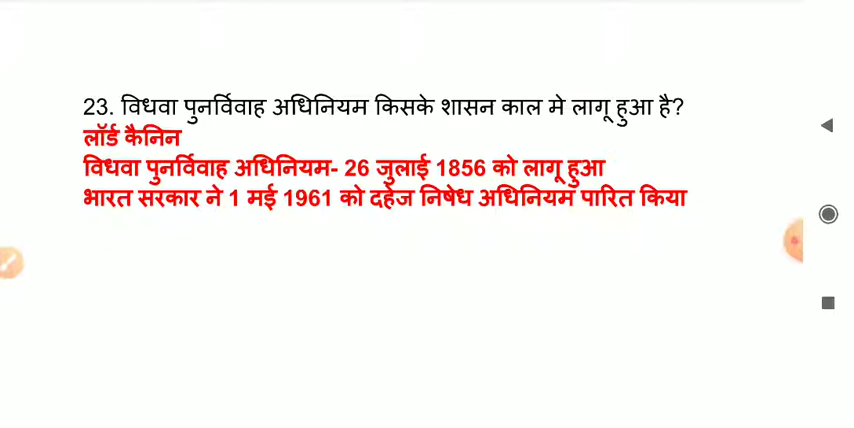 23. विधवा पुनर्विवाह अधिनियम किसके शासन काल मे लागू हुआ है?
लॉर्ड कैनिन
विधवा पुनर्विवाह अधिनियम- 26 जुलाई 1856 को लागू हुआ
भारत सरकार ने 1 मई 1961 को दहेज निषेध अधिनियम पारित किया